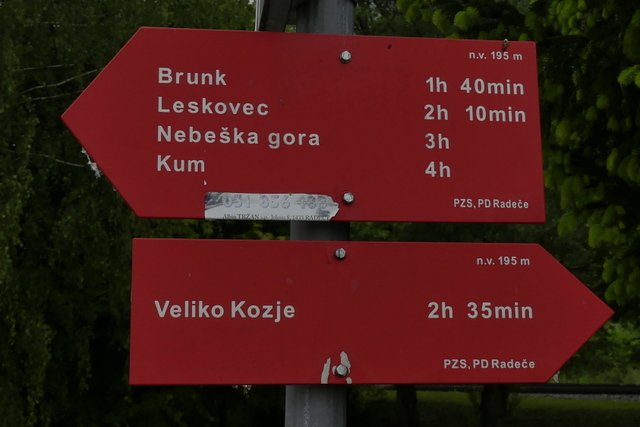 n.v. 195 m
Brunk 1h 40min
Leskovec 2h 10min
Nebeška gora 3h
Kum 4h
PZS, PD Radeče
n.v. 195 m
Veliko Kozje 2h 35min
PZS, PD Radeče